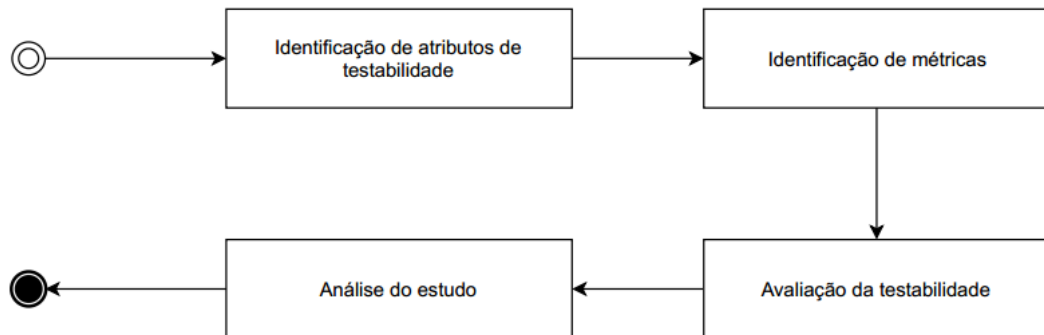 Identificação de atributos de
testabilidade
Identificação de métricas
Avaliação da testabilidade
Análise do estudo